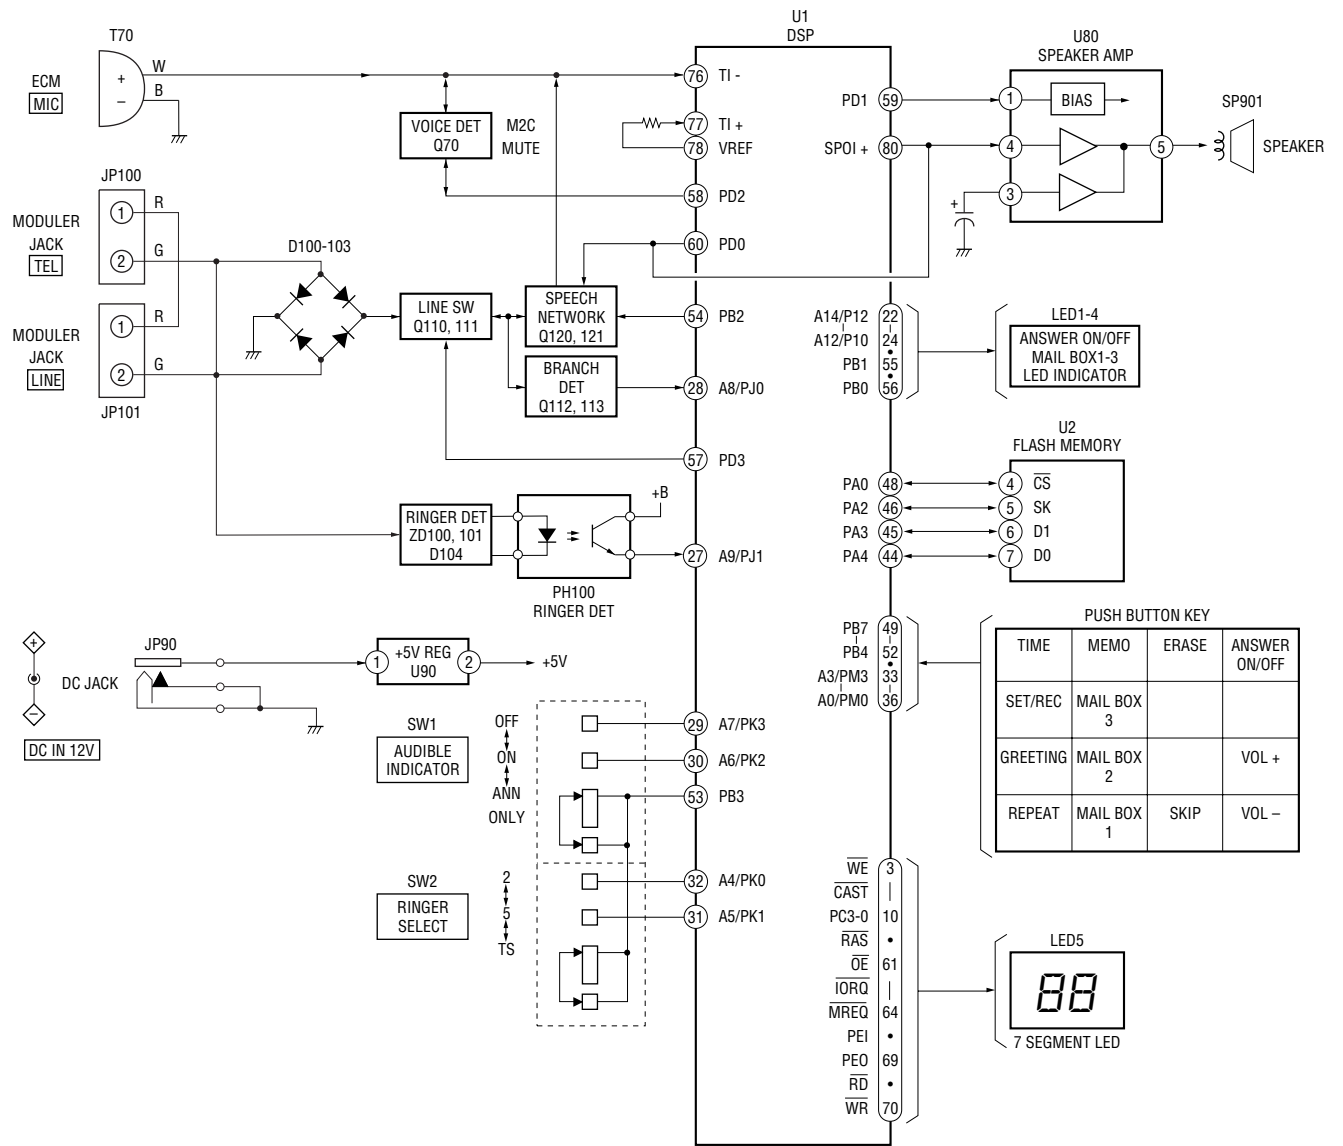 U1
DSP
T70
ECM
MIC
+
–
W
B
VOICE DET
Q70
M2C
MUTE
76 TI -
77 TI +
78 VREF
58 PD2
60 PD0
54 PB2
28 A8/PJ0
57 PD3
27 A9/PJ1
JP100
MODULER
JACK
TEL
1 R
2 G
MODULER
JACK
LINE
1 R
2 G
JP101
D100-103
LINE SW
Q110, 111
SPEECH
NETWORK
Q120, 121
BRANCH
DET
Q112, 113
RINGER DET
ZD100, 101
D104
+B
PH100
RINGER DET
+
–
JP90
DC JACK
DC IN 12V
1 +5V REG 2
U90
+5V
SW1
AUDIBLE
INDICATOR
OFF
ON
ANN
ONLY
29 A7/PK3
30 A6/PK2
53 PB3
SW2
RINGER
SELECT
2
5
TS
32 A4/PK0
31 A5/PK1
PD1 59
SPOI + 80
U80
SPEAKER AMP
1 BIAS
4
3
5
+
SP901
SPEAKER
A14/P12 22
A12/P10 24
PB1 55
PB0 56
LED1-4
ANSWER ON/OFF
MAIL BOX1-3
LED INDICATOR
U2
FLASH MEMORY
PA0 48 4 CS
PA2 46 5 SK
PA3 45 6 D1
PA4 44 7 D0
PB7 49
PB4 52
A3/PM3 33
A0/PM0 36
PUSH BUTTON KEY
TIME MEMO ERASE ANSWER ON/OFF
SET/REC MAIL BOX 3
GREETING MAIL BOX 2 VOL +
REPEAT MAIL BOX 1 SKIP VOL –
WE 3
CAST
PC3-0 10
RAS
OE 61
IORQ
MREQ 64
PEI
PEO 69
RD
WR 70
LED5
88
7 SEGMENT LED